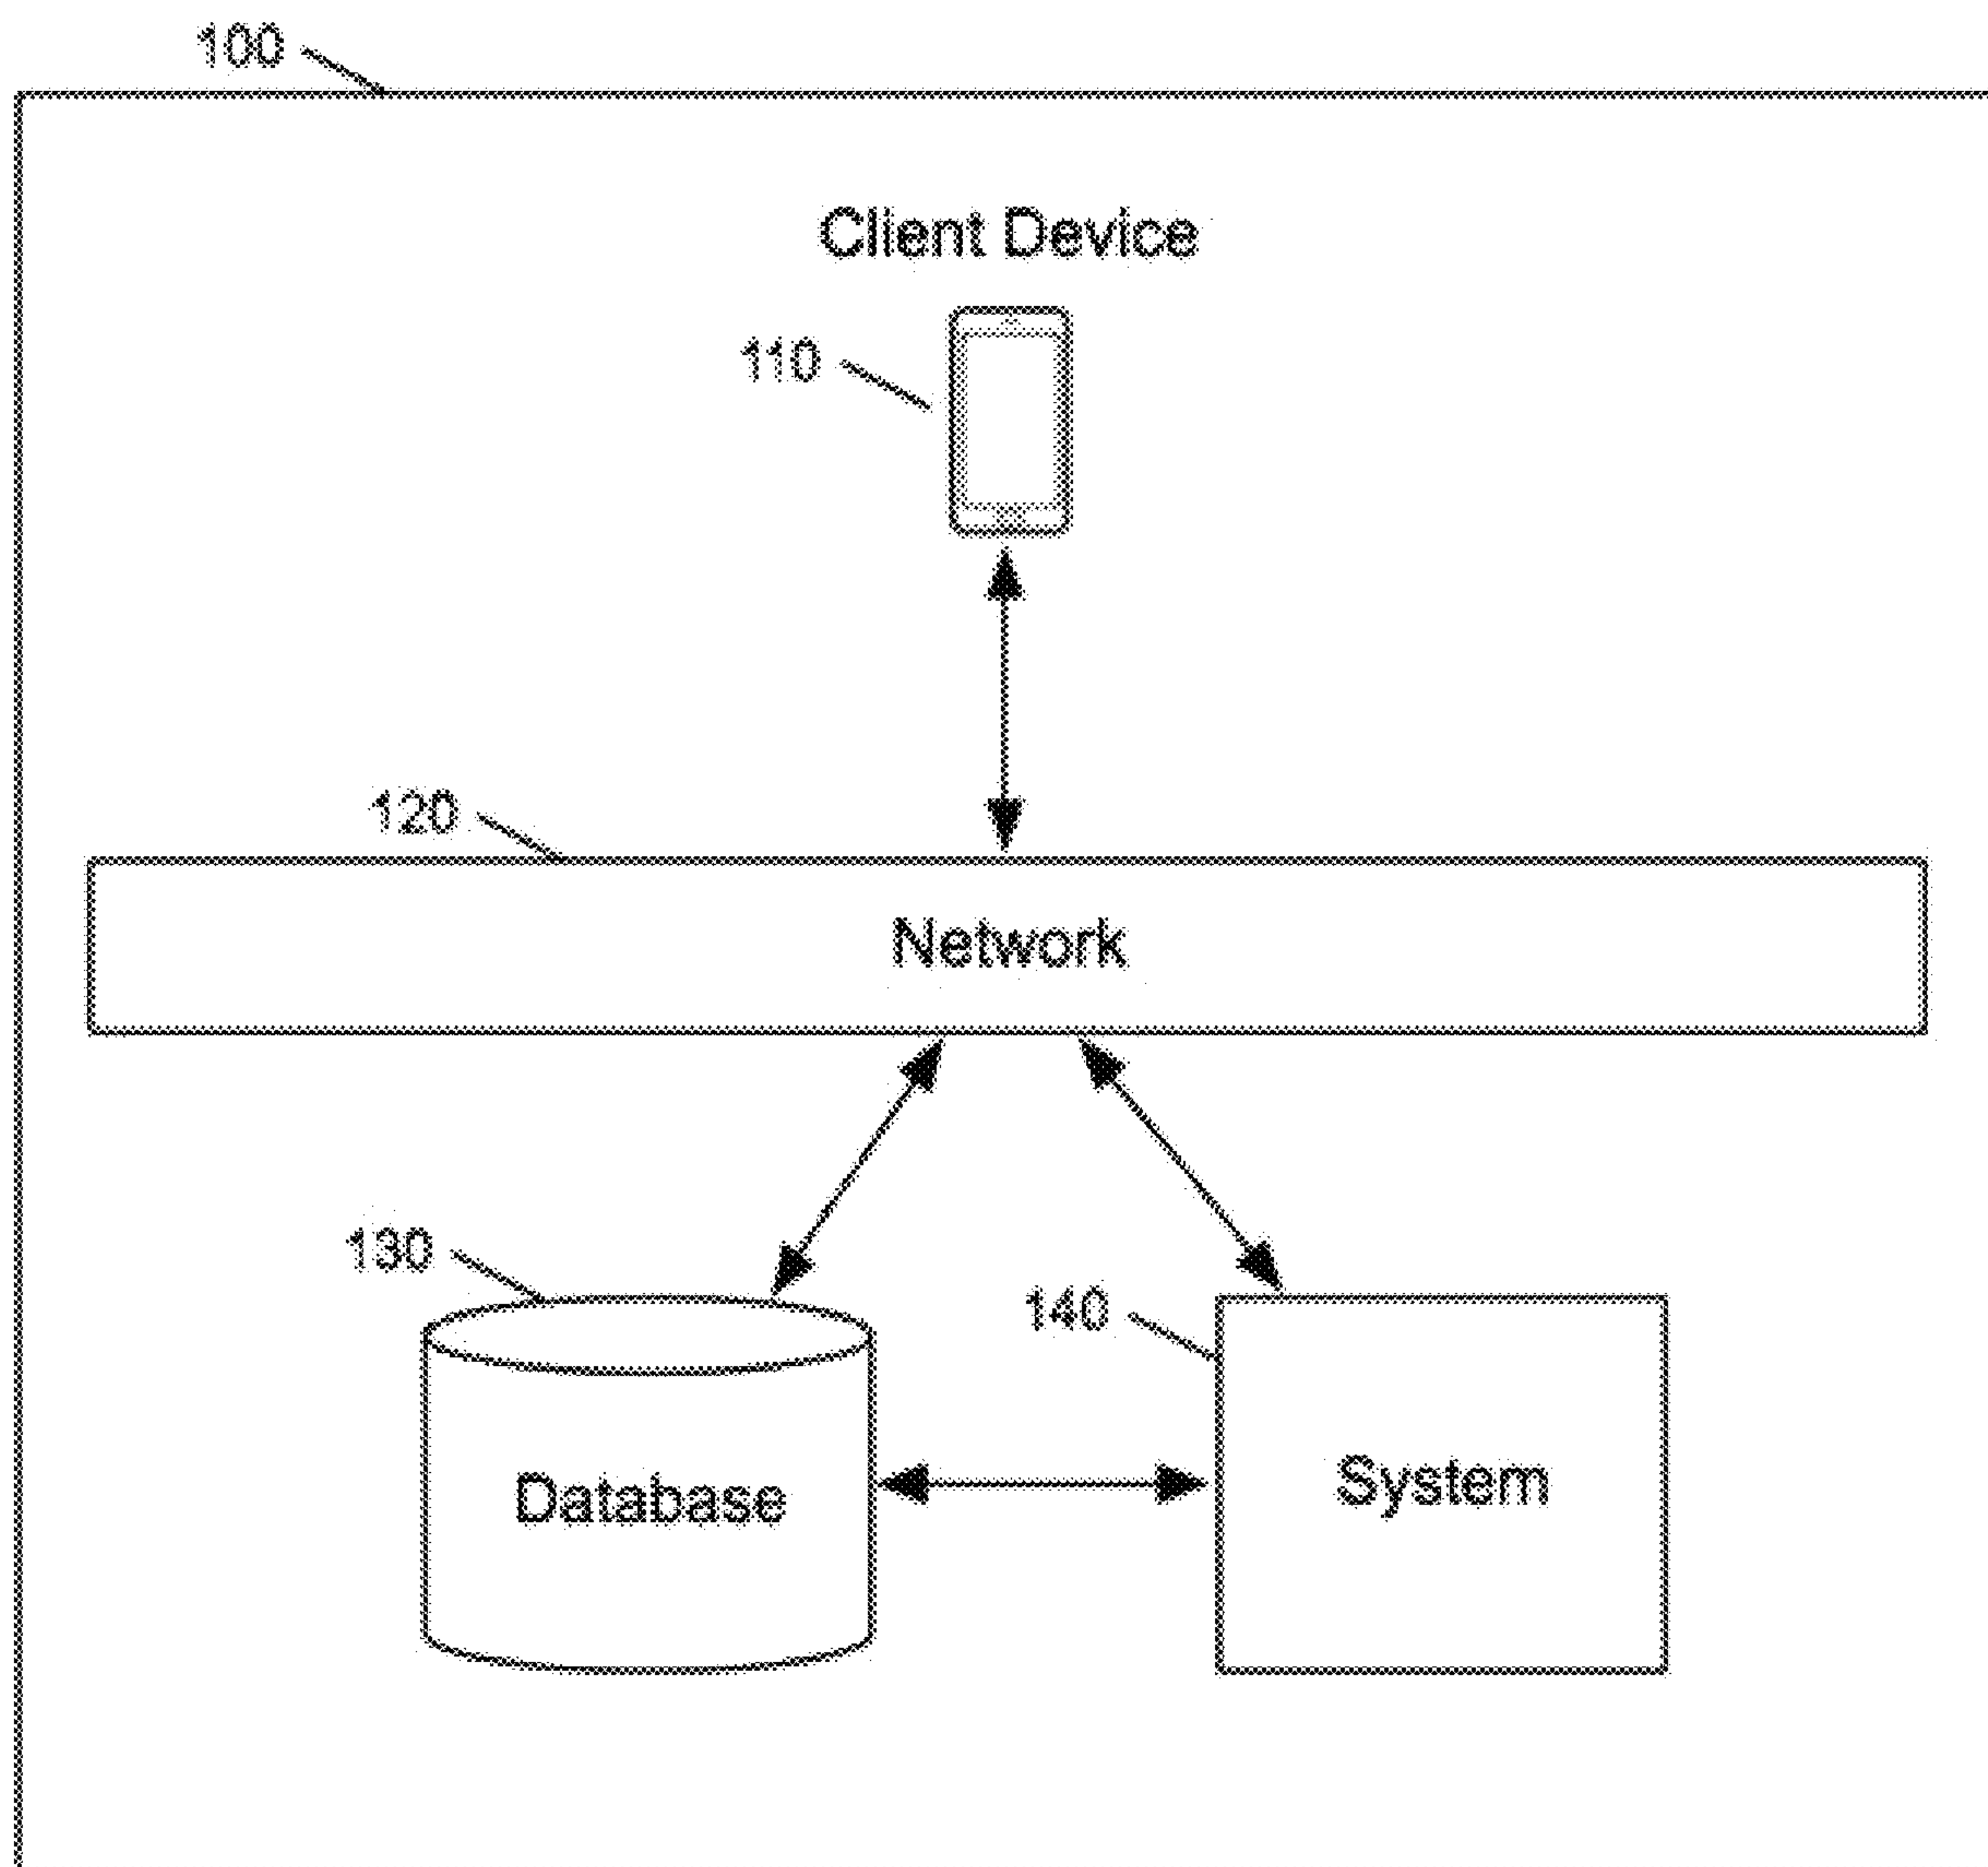 100
Client Device
110
120
Network
130
140
Database
System